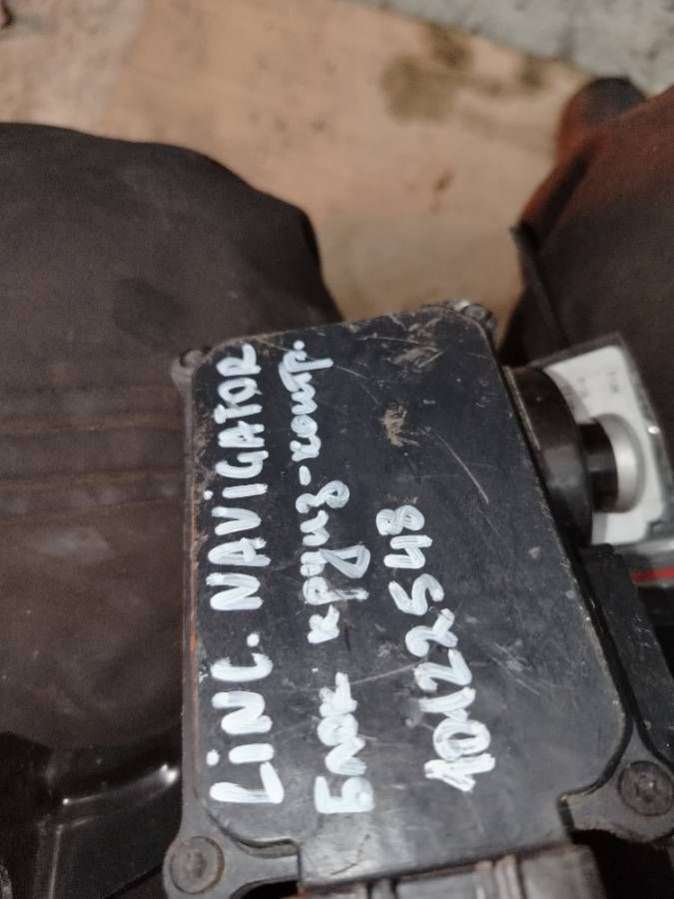 LINC. NAVIGATOR
Блок круиз-контр.
10122548